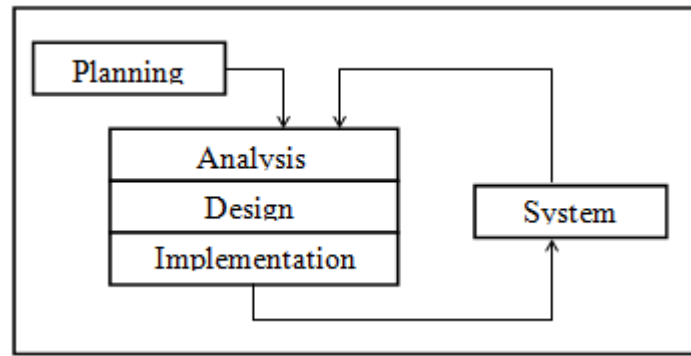 Planning
Analysis
Design
System
Implementation